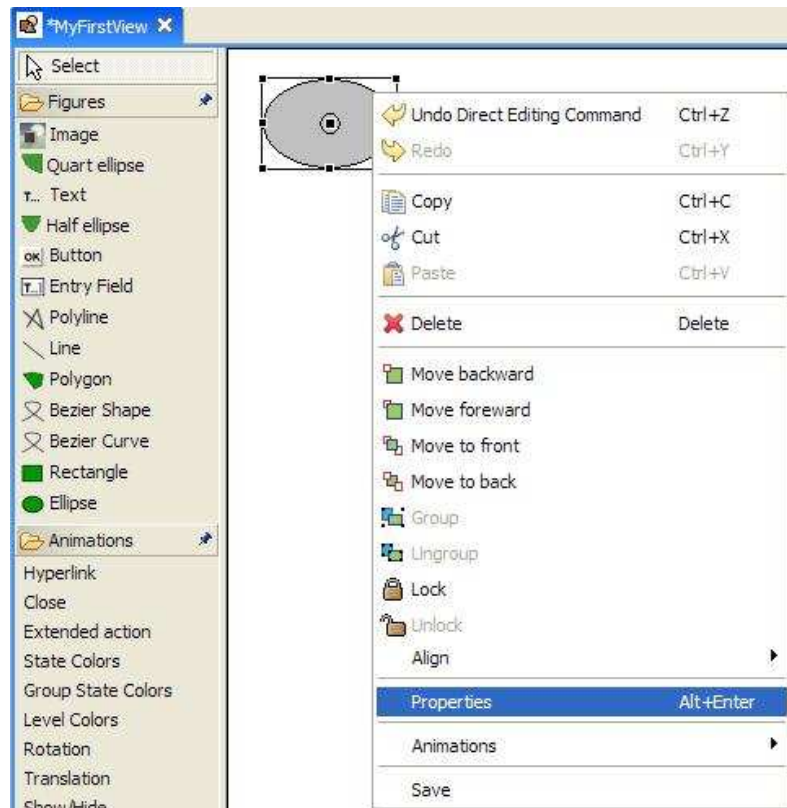 *MyFirstView
Select
Figures
Image
Quart ellipse
T... Text
Half ellipse
OK Button
T...I Entry Field
Polyline
Line
Polygon
Bezier Shape
Bezier Curve
Rectangle
Ellipse
Animations
Hyperlink
Close
Extended action
State Colors
Group State Colors
Level Colors
Rotation
Translation
Show/Hide
Undo Direct Editing Command Ctrl+Z
Redo Ctrl+Y
Copy Ctrl+C
Cut Ctrl+X
Paste Ctrl+V
Delete Delete
Move backward
Move foreward
Move to front
Move to back
Group
Ungroup
Lock
Unlock
Align
Properties Alt+Enter
Animations
Save